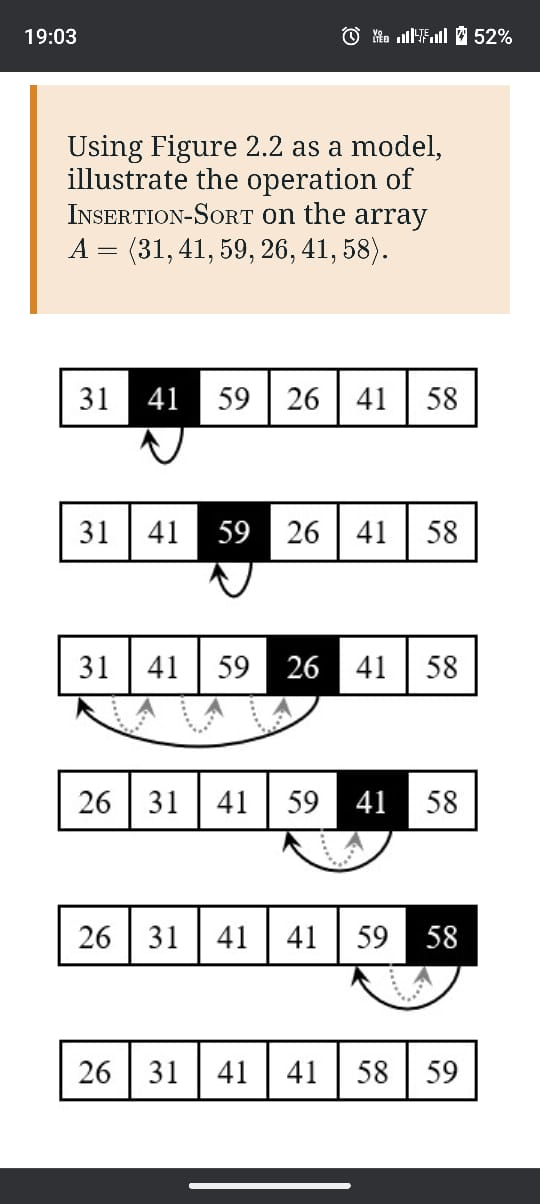 19:03 52%
Using Figure 2.2 as a model,
illustrate the operation of
INSERTION-SORT on the array
A = ⟨31, 41, 59, 26, 41, 58⟩.
31 41 59 26 41 58
31 41 59 26 41 58
31 41 59 26 41 58
26 31 41 59 41 58
26 31 41 41 59 58
26 31 41 41 58 59